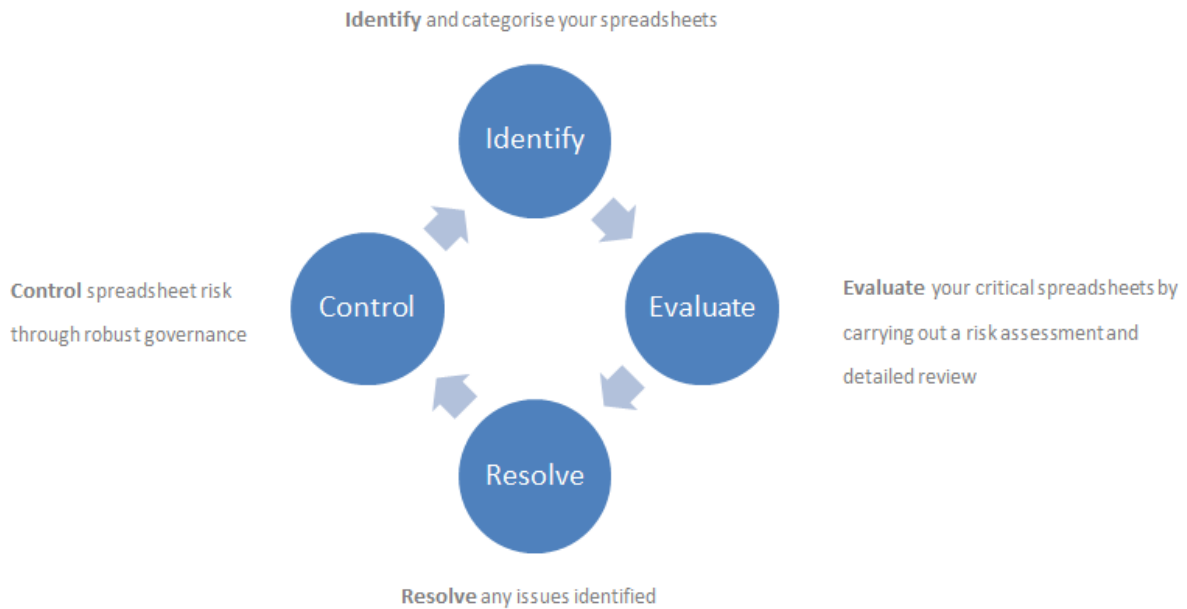 Identify and categorise your spreadsheets
Identify
Control spreadsheet risk
through robust governance
Control
Evaluate
Evaluate your critical spreadsheets by
carrying out a risk assessment and
detailed review
Resolve
Resolve any issues identified